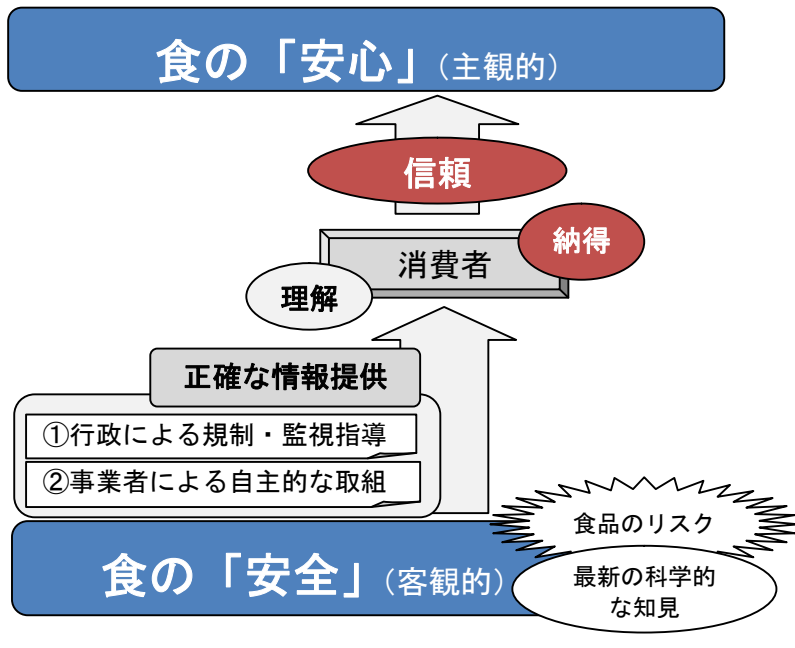 食の「安心」(主観的)
信頼
納得
消費者
理解
正確な情報提供
①行政による規制・監視指導
②事業者による自主的な取組
食品のリスク
食の「安全」(客観的)
最新の科学的
な知見